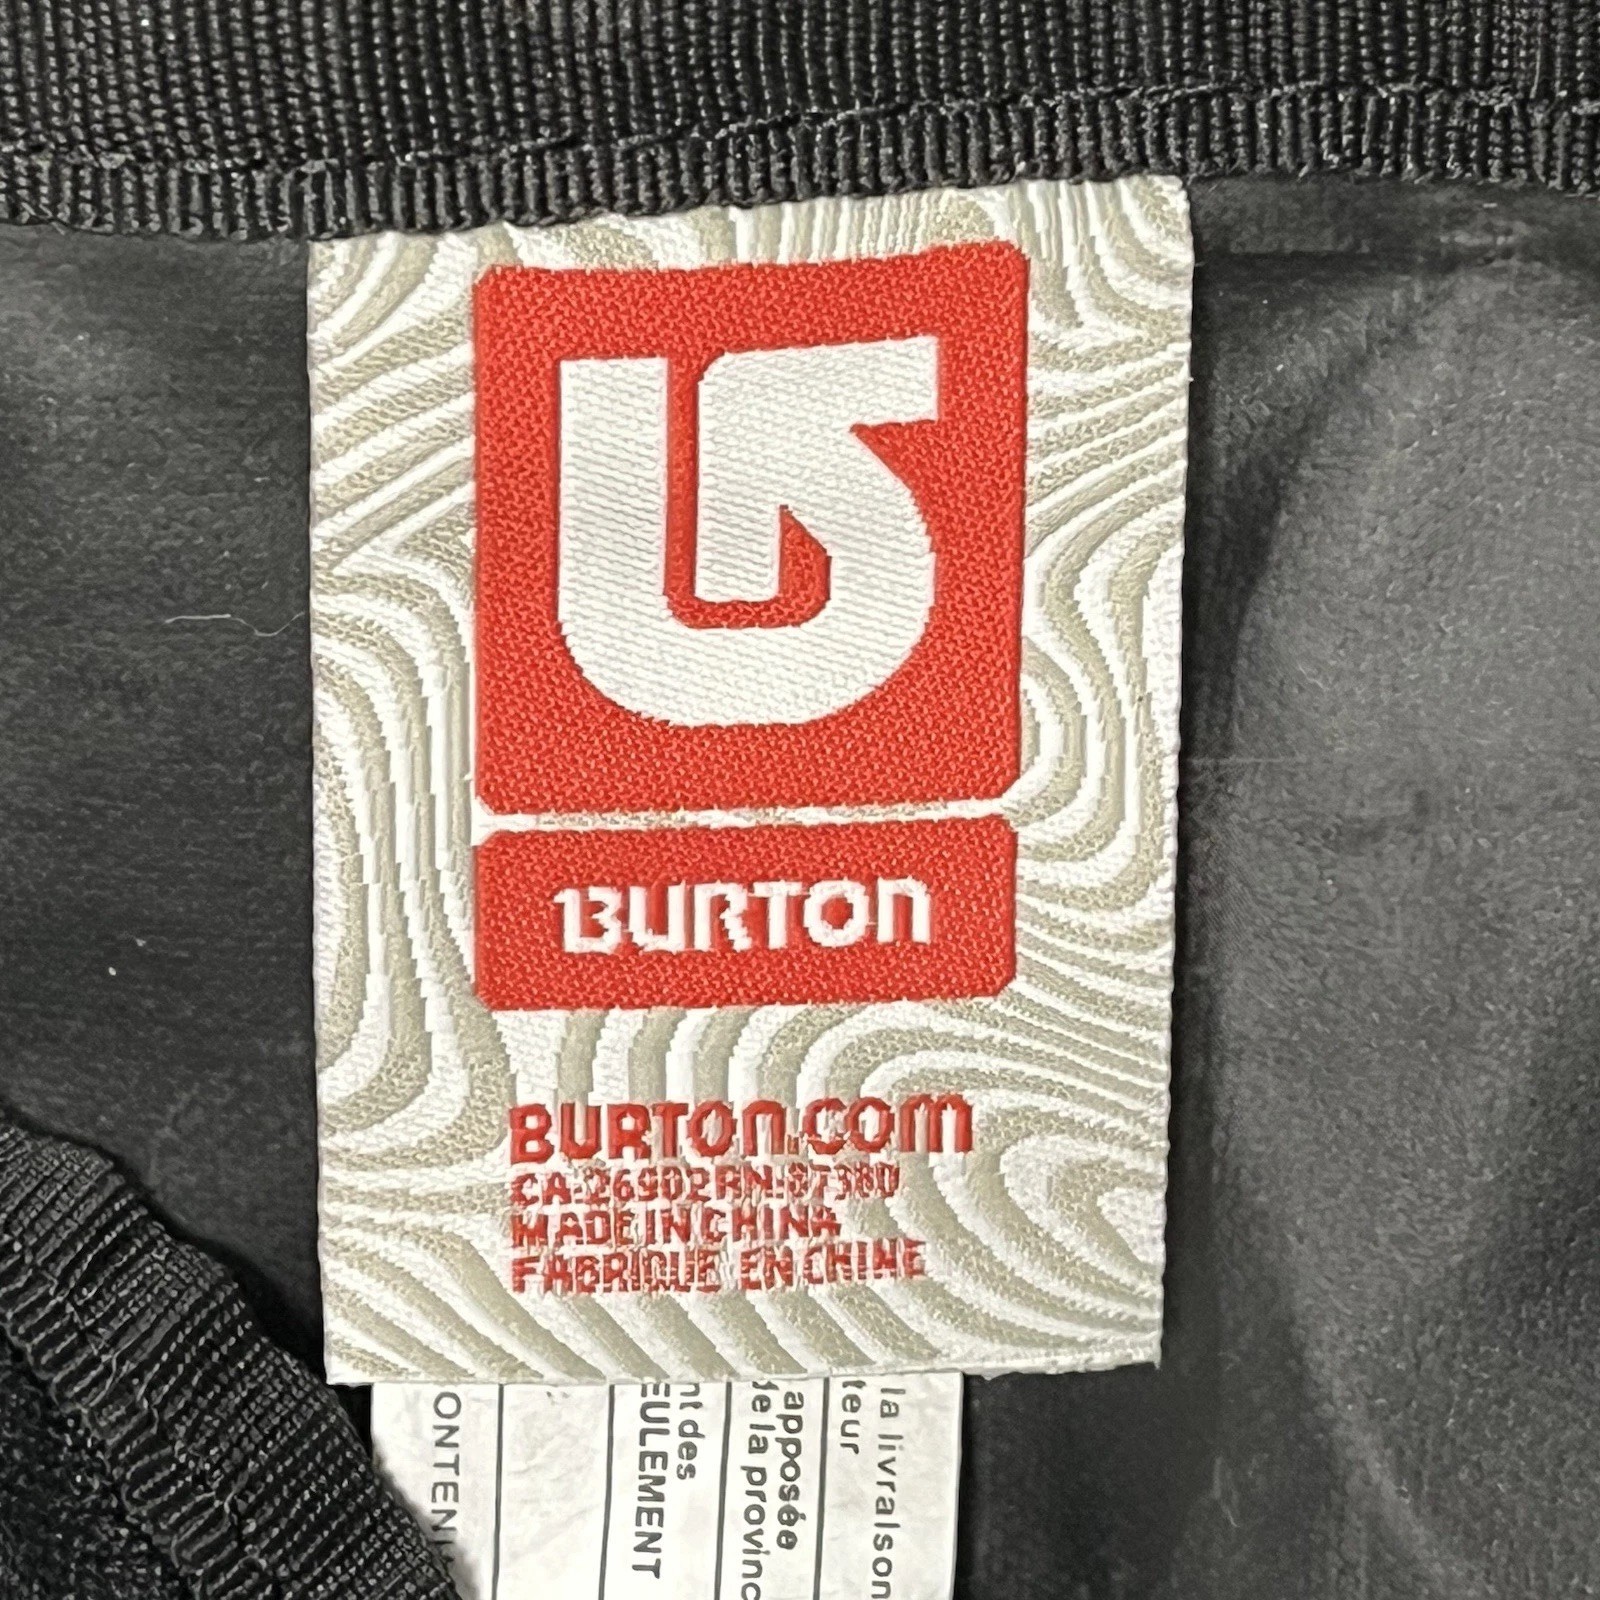 BURTON
BURTON.COM
CA:26902 RN:87380
MADE IN CHINA
FABRIQUE EN CHINE
la livraison
teur
apposée
de la provinc
nt des
EULEMENT
ONTEN